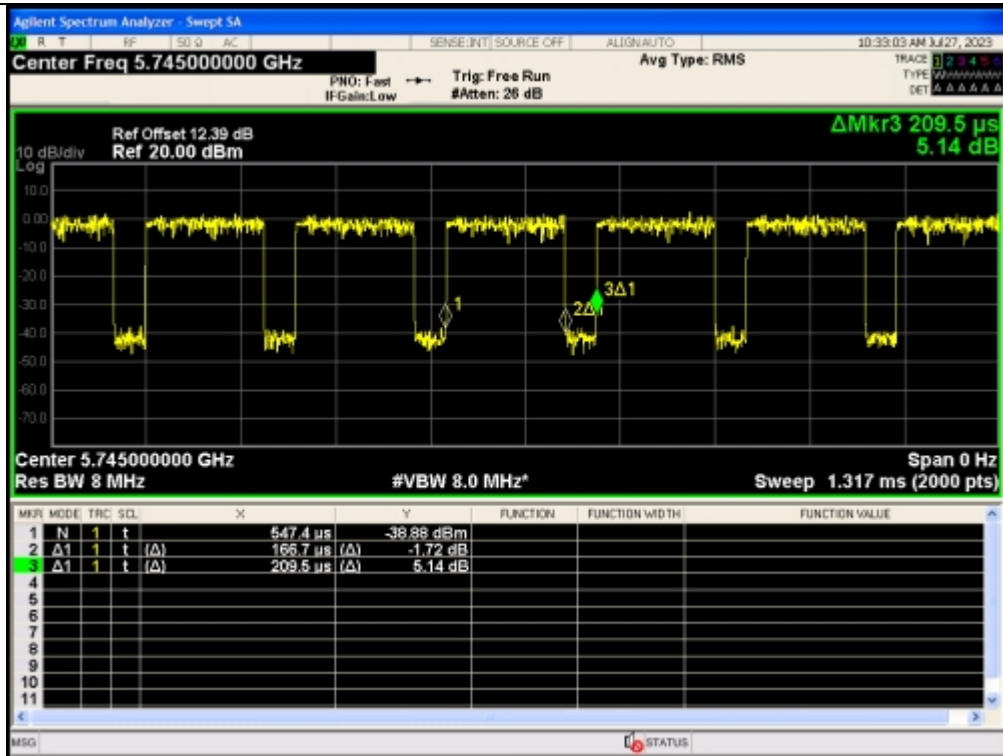 Agilent Spectrum Analyzer - Swept SA
R T RF 50 Ω AC SENSE:INT SOURCE OFF ALIGNAUTO 10:33:03 AM Jul 27, 2023
Center Freq 5.745000000 GHz
Avg Type: RMS
TRACE 1 2 3 4 5 6
PNO: Fast
Trig: Free Run
TYPE
IFGain:Low
#Atten: 26 dB
DET A A A A A A
ΔMkr3 209.5 µs
5.14 dB
Ref Offset 12.39 dB
10 dB/div Ref 20.00 dBm
Log
10.0
0.00
-10.0
-20.0
-30.0
-40.0
-50.0
-60.0
-70.0
1
2Δ1
3Δ1
Center 5.745000000 GHz Span 0 Hz
Res BW 8 MHz #VBW 8.0 MHz* Sweep 1.317 ms (2000 pts)
MKR MODE TRC SCL X Y FUNCTION FUNCTION WIDTH FUNCTION VALUE
1 N 1 t 547.4 µs -38.88 dBm
2 Δ1 1 t (Δ) 166.7 µs (Δ) -1.72 dB
3 Δ1 1 t (Δ) 209.5 µs (Δ) 5.14 dB
4
5
6
7
8
9
10
11
MSG STATUS